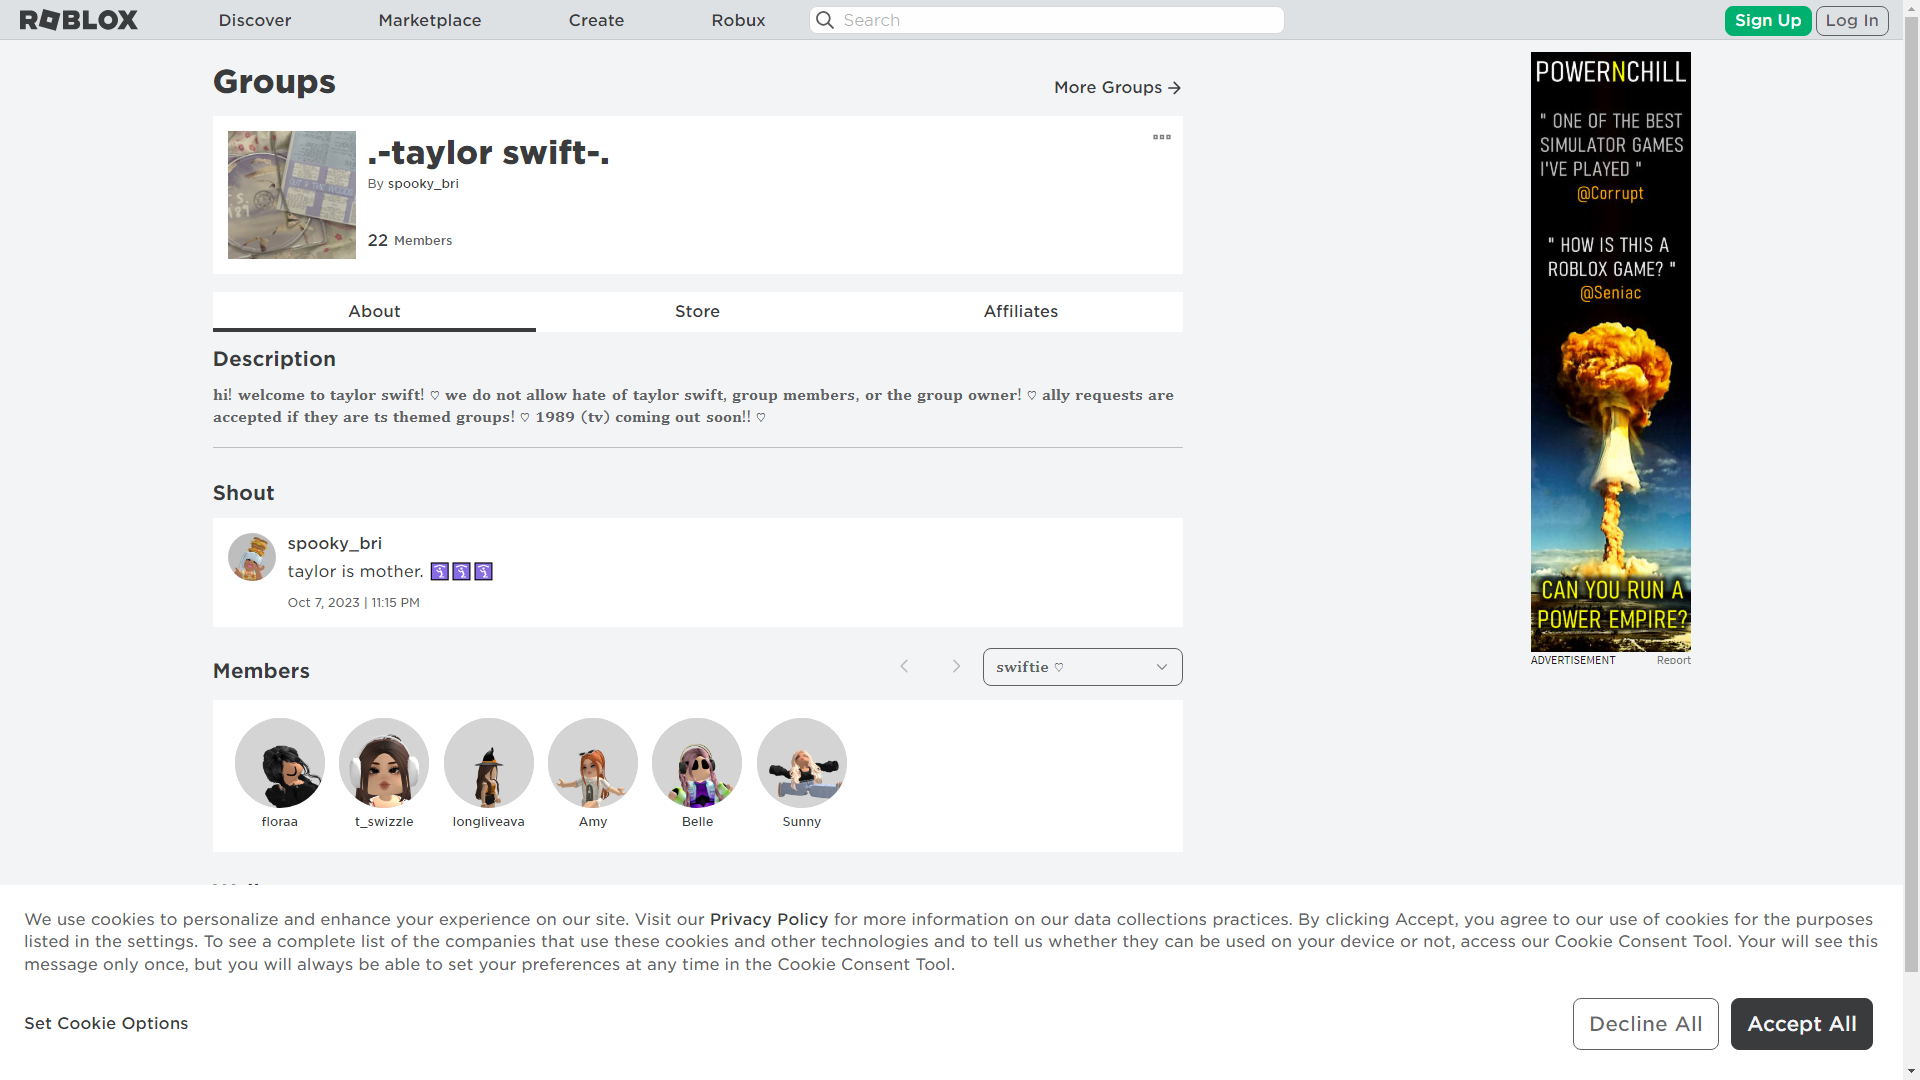 ROBLOX Discover Marketplace Create Robux Search Sign Up Log In
Groups
More Groups →
.-taylor swift-.
By spooky_bri
22 Members
About Store Affiliates
Description
hi! welcome to taylor swift! ♡ we do not allow hate of taylor swift, group members, or the group owner! ♡ ally requests are
accepted if they are ts themed groups! ♡ 1989 (tv) coming out soon!! ♡
Shout
spooky_bri
taylor is mother. 🛐🛐🛐
Oct 7, 2023 | 11:15 PM
Members
swiftie ♡
floraa t_swizzle longliveava Amy Belle Sunny
POWERNCHILL
" ONE OF THE BEST
SIMULATOR GAMES
I'VE PLAYED "
@Corrupt
" HOW IS THIS A
ROBLOX GAME? "
@Seniac
CAN YOU RUN A
POWER EMPIRE?
ADVERTISEMENT Report
We use cookies to personalize and enhance your experience on our site. Visit our Privacy Policy for more information on our data collections practices. By clicking Accept, you agree to our use of cookies for the purposes
listed in the settings. To see a complete list of the companies that use these cookies and other technologies and to tell us whether they can be used on your device or not, access our Cookie Consent Tool. Your will see this
message only once, but you will always be able to set your preferences at any time in the Cookie Consent Tool.
Set Cookie Options
Decline All
Accept All